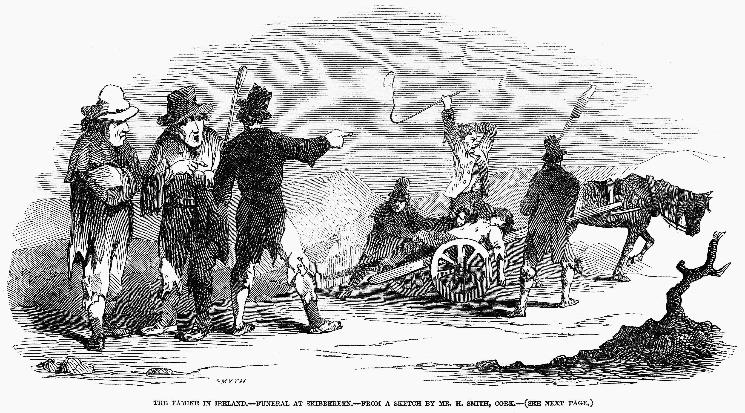 SMYTH
THE FAMINE IN IRELAND.—FUNERAL AT SKIBBEREEN.—FROM A SKETCH BY MR. H. SMITH, CORK.—(SEE NEXT PAGE.)